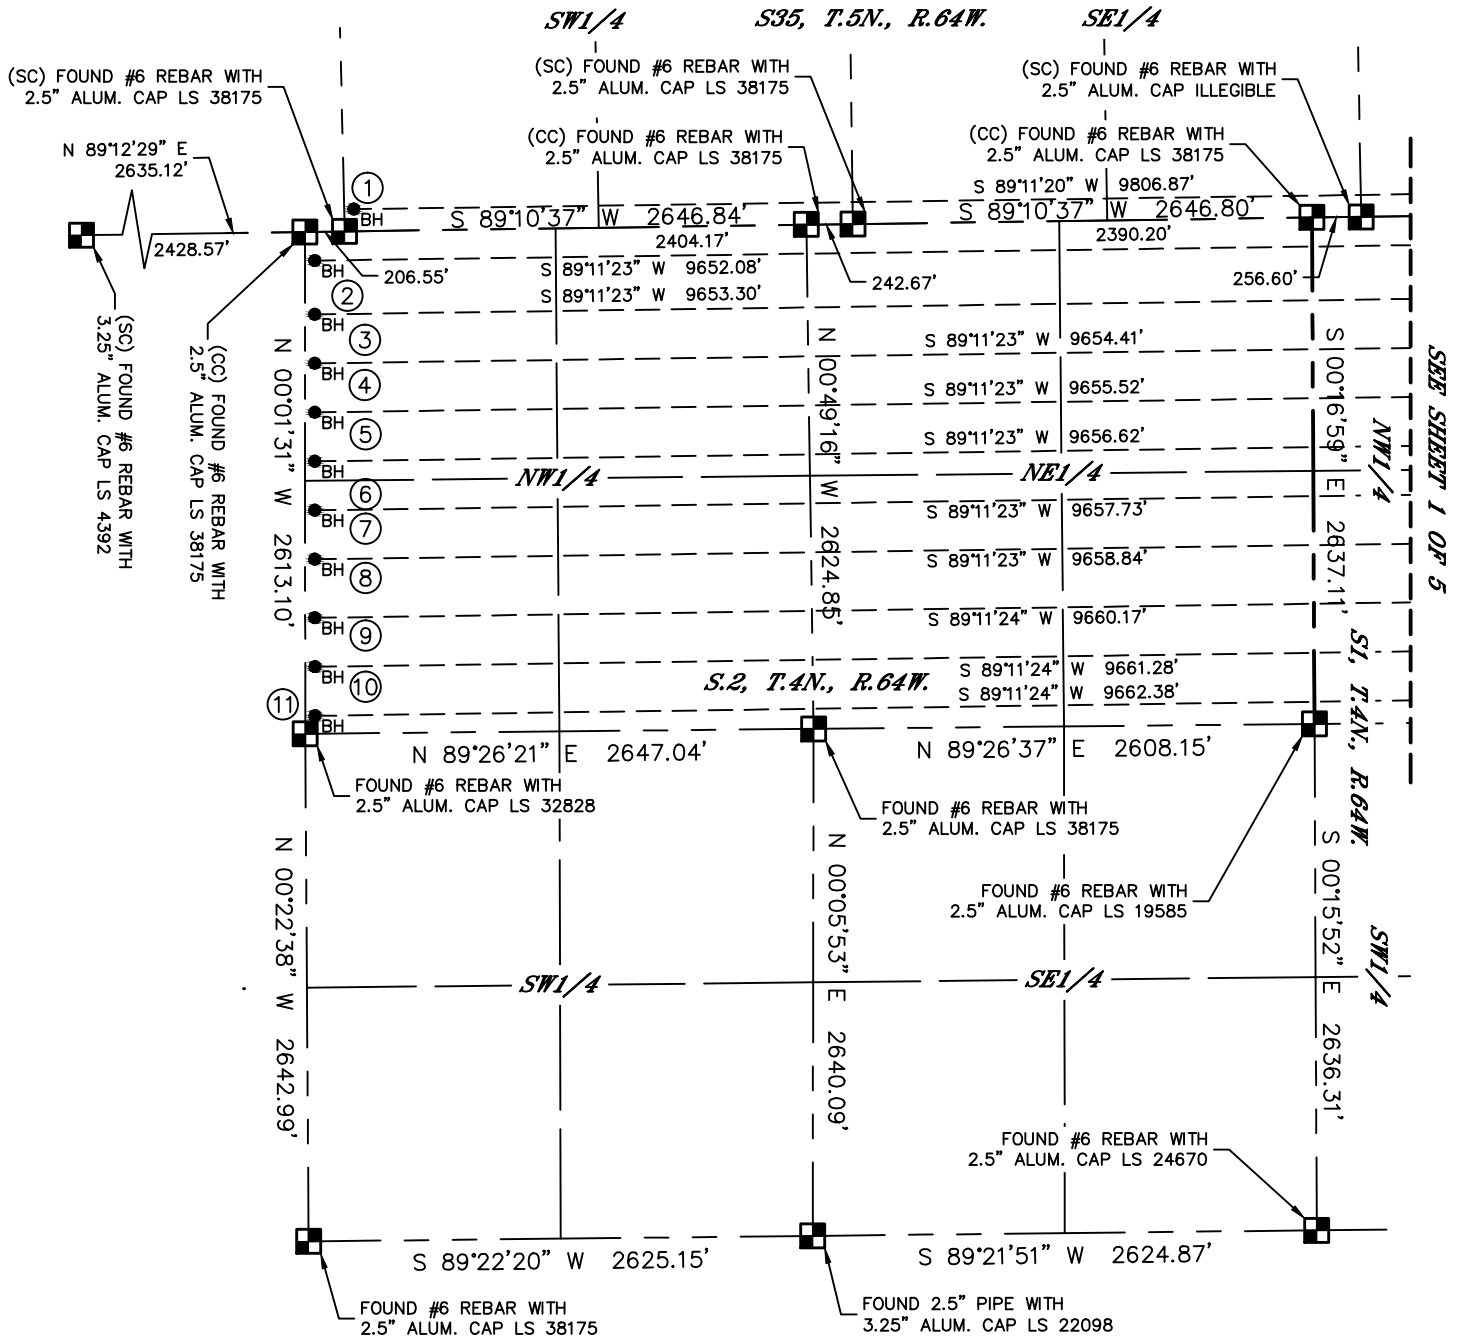 SW1/4
S35, T.5N., R.64W.
SE1/4
(SC) FOUND #6 REBAR WITH
2.5" ALUM. CAP LS 38175
(SC) FOUND #6 REBAR WITH
2.5" ALUM. CAP LS 38175
(SC) FOUND #6 REBAR WITH
2.5" ALUM. CAP ILLEGIBLE
(CC) FOUND #6 REBAR WITH
2.5" ALUM. CAP LS 38175
(CC) FOUND #6 REBAR WITH
2.5" ALUM. CAP LS 38175
N 89°12'29" E
2635.12'
1
BH
S 89°11'20" W 9806.87'
S 89°10'37" W 2646.84'
S 89°10'37" W 2646.80'
2428.57'
2404.17'
2390.20'
206.55'
242.67'
256.60'
BH
2
S 89°11'23" W 9652.08'
S 89°11'23" W 9653.30'
BH
3
S 89°11'23" W 9654.41'
BH
4
S 89°11'23" W 9655.52'
BH
5
S 89°11'23" W 9656.62'
BH
6
NW1/4
NE1/4
BH
7
S 89°11'23" W 9657.73'
BH
8
S 89°11'23" W 9658.84'
BH
9
S 89°11'24" W 9660.17'
BH
10
S 89°11'24" W 9661.28'
S.2, T.4N., R.64W.
S 89°11'24" W 9662.38'
11
BH
(SC) FOUND #6 REBAR WITH
3.25" ALUM. CAP LS 4392
(CC) FOUND #6 REBAR WITH
2.5" ALUM. CAP LS 38175
N 00°01'31" W 2613.10'
N 00°49'16" W 2624.85'
S 00°16'59" E 2637.11'
NW1/4
SEE SHEET 1 OF 5
S1, T.4N., R.64W.
N 89°26'21" E 2647.04'
N 89°26'37" E 2608.15'
FOUND #6 REBAR WITH
2.5" ALUM. CAP LS 32828
FOUND #6 REBAR WITH
2.5" ALUM. CAP LS 38175
FOUND #6 REBAR WITH
2.5" ALUM. CAP LS 19585
N 00°22'38" W 2642.99'
N 00°05'53" E 2640.09'
S 00°15'52" E 2636.31'
SW1/4
SW1/4
SE1/4
FOUND #6 REBAR WITH
2.5" ALUM. CAP LS 24670
S 89°22'20" W 2625.15'
S 89°21'51" W 2624.87'
FOUND #6 REBAR WITH
2.5" ALUM. CAP LS 38175
FOUND 2.5" PIPE WITH
3.25" ALUM. CAP LS 22098